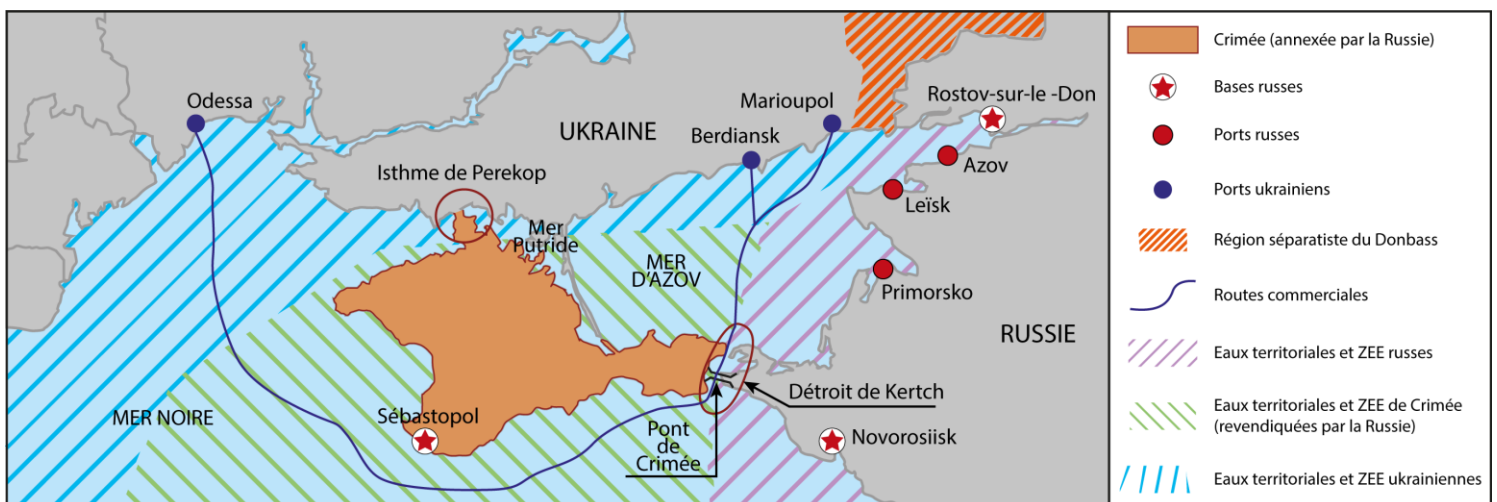 Odessa
UKRAINE
Marioupol
Rostov-sur-le -Don
Berdiansk
Azov
Isthme de Perekop
Leïsk
Mer
Putride
MER
D'AZOV
Primorsko
RUSSIE
Détroit de Kertch
MER NOIRE
Sébastopol
Pont
de
Crimée
Novorosiisk
Crimée (annexée par la Russie)
Bases russes
Ports russes
Ports ukrainiens
Région séparatiste du Donbass
Routes commerciales
Eaux territoriales et ZEE russes
Eaux territoriales et ZEE de Crimée
(revendiquées par la Russie)
Eaux territoriales et ZEE ukrainiennes